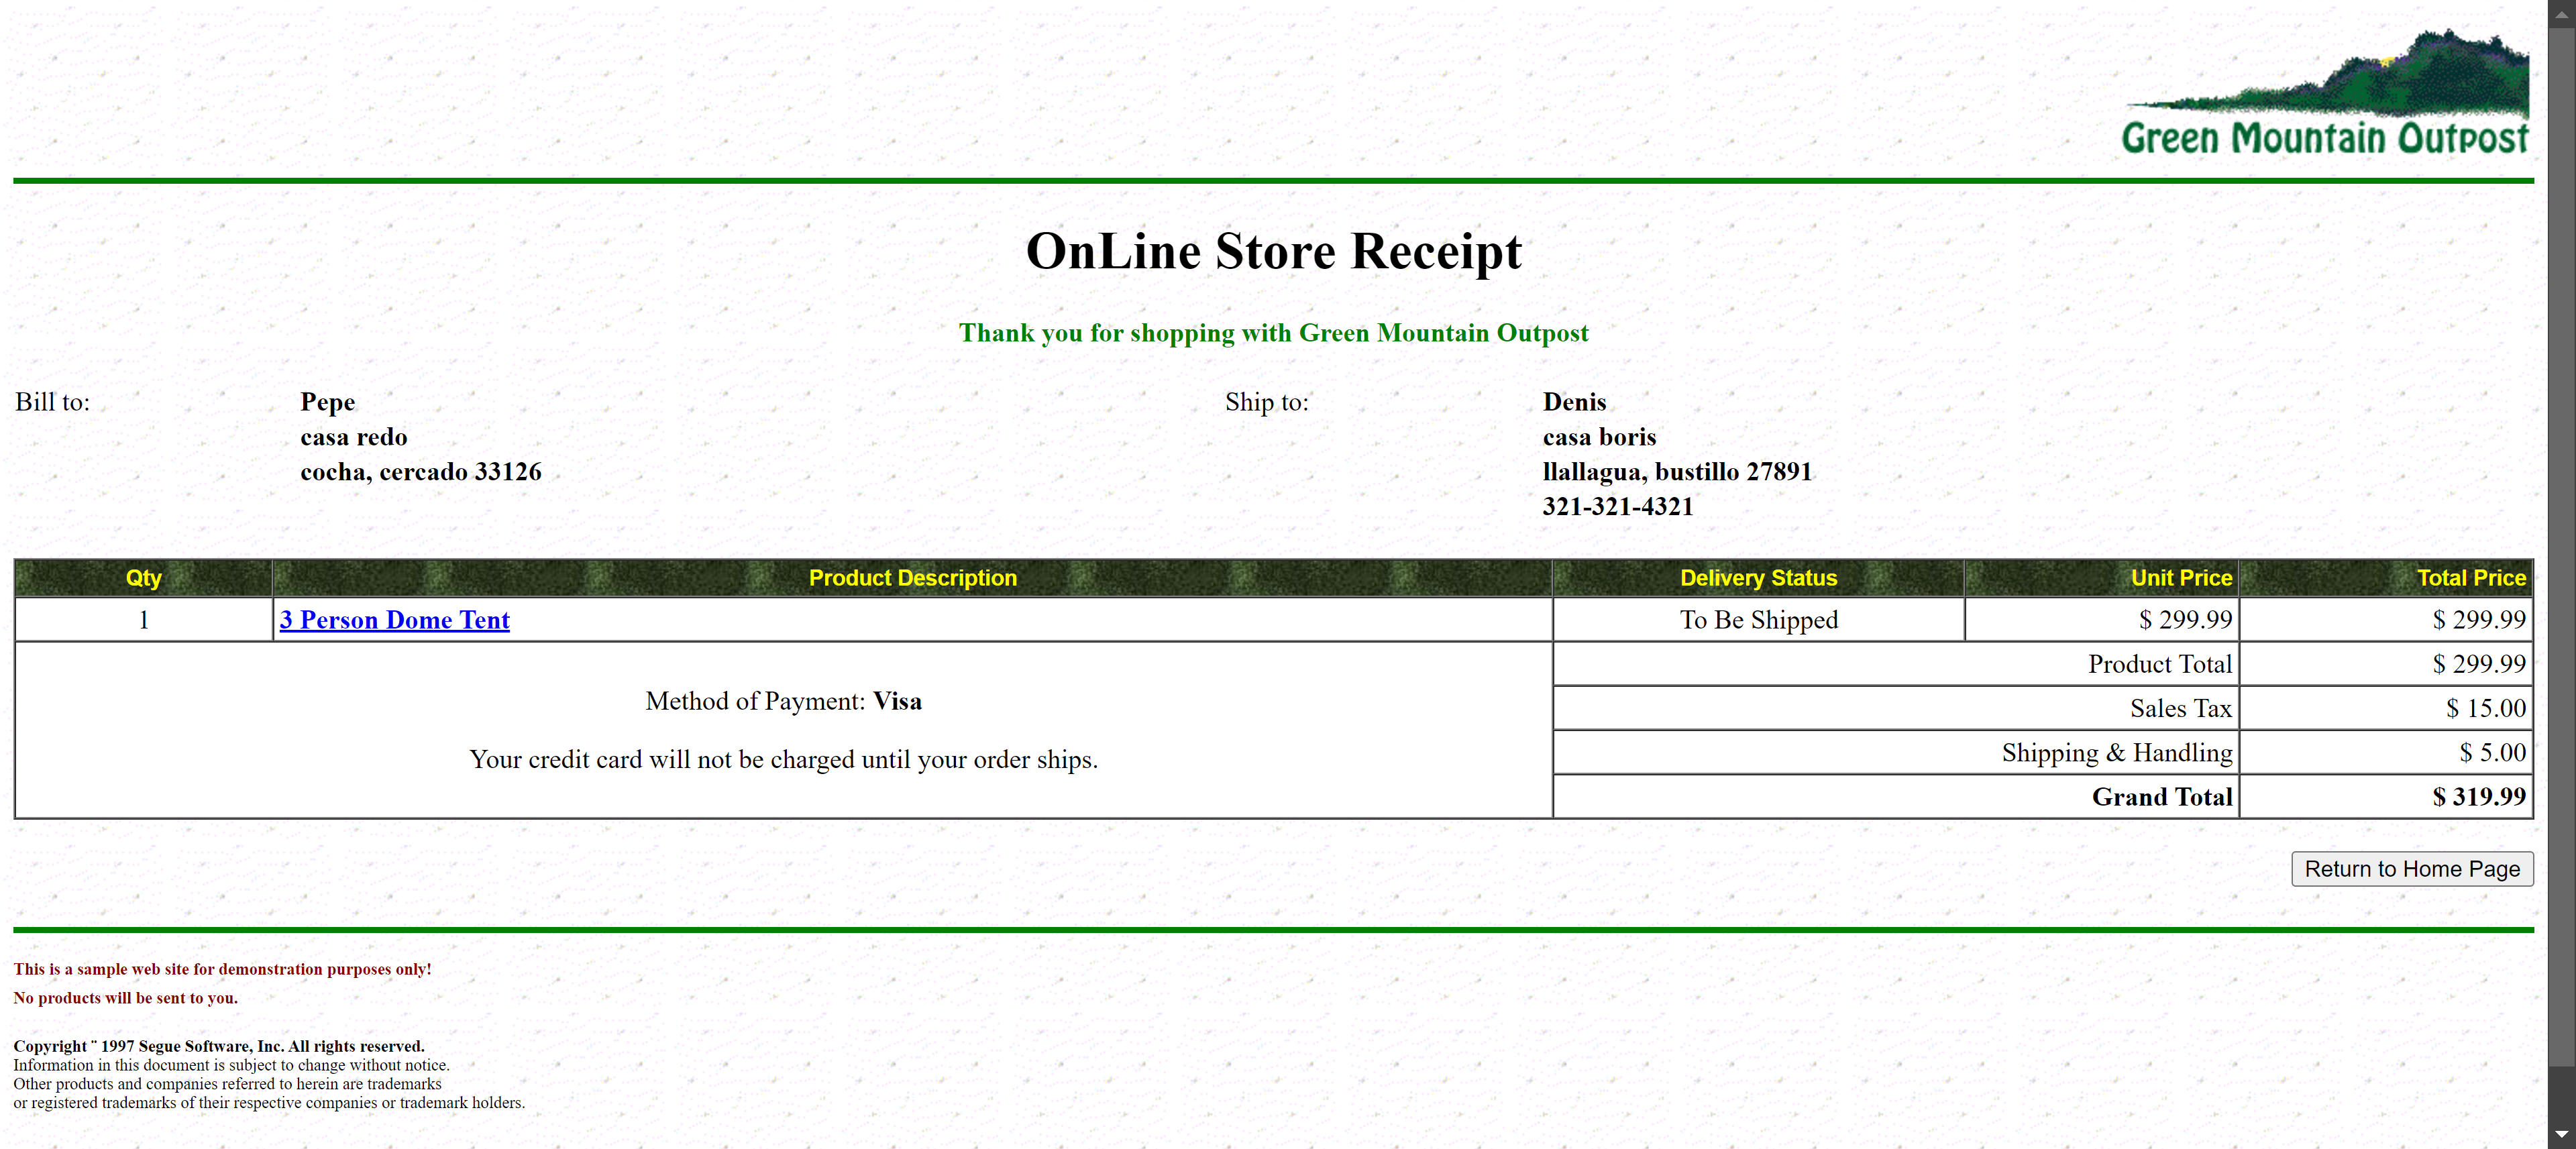 Green Mountain Outpost
OnLine Store Receipt
Thank you for shopping with Green Mountain Outpost
Bill to:
Pepe
casa redo
cocha, cercado 33126
Ship to:
Denis
casa boris
llallagua, bustillo 27891
321-321-4321
Qty Product Description Delivery Status Unit Price Total Price
1 3 Person Dome Tent To Be Shipped $ 299.99 $ 299.99
Method of Payment: Visa
Your credit card will not be charged until your order ships.
Product Total $ 299.99
Sales Tax $ 15.00
Shipping & Handling $ 5.00
Grand Total $ 319.99
Return to Home Page
This is a sample web site for demonstration purposes only!
No products will be sent to you.
Copyright ¨ 1997 Segue Software, Inc. All rights reserved.
Information in this document is subject to change without notice.
Other products and companies referred to herein are trademarks
or registered trademarks of their respective companies or trademark holders.